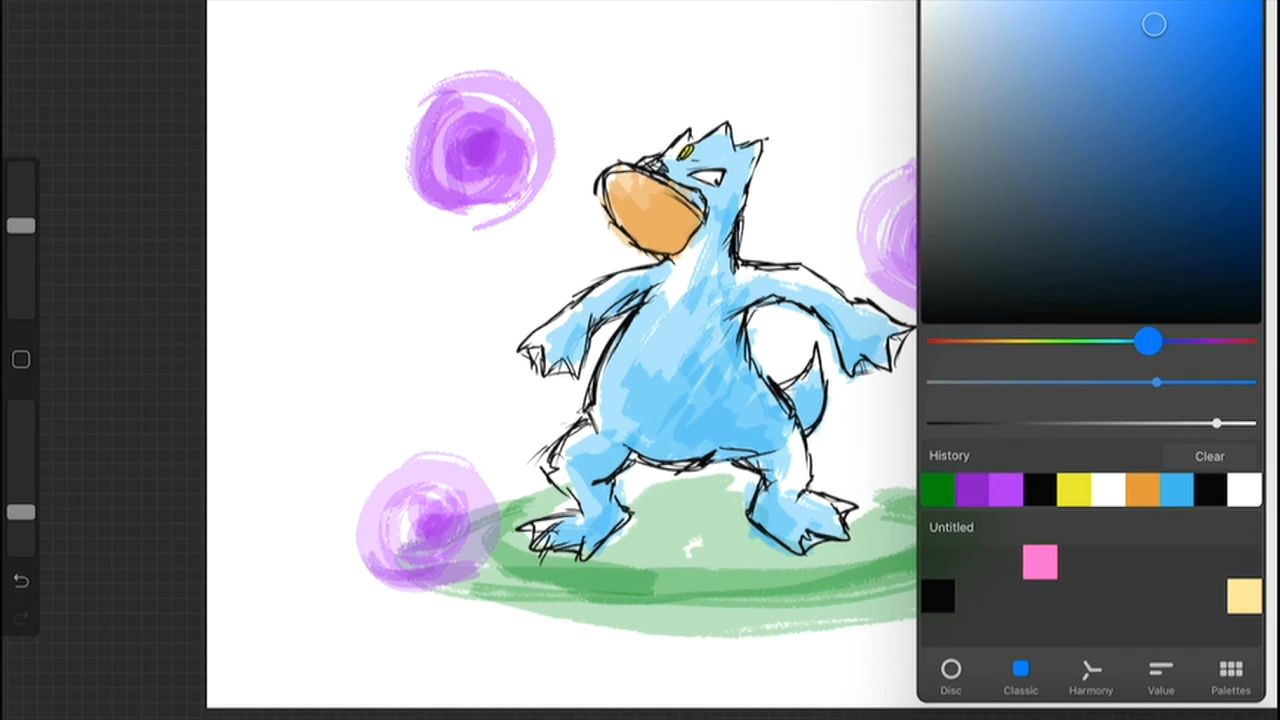 History
Clear
Untitled
Disc
Classic
Harmony
Value
Palettes